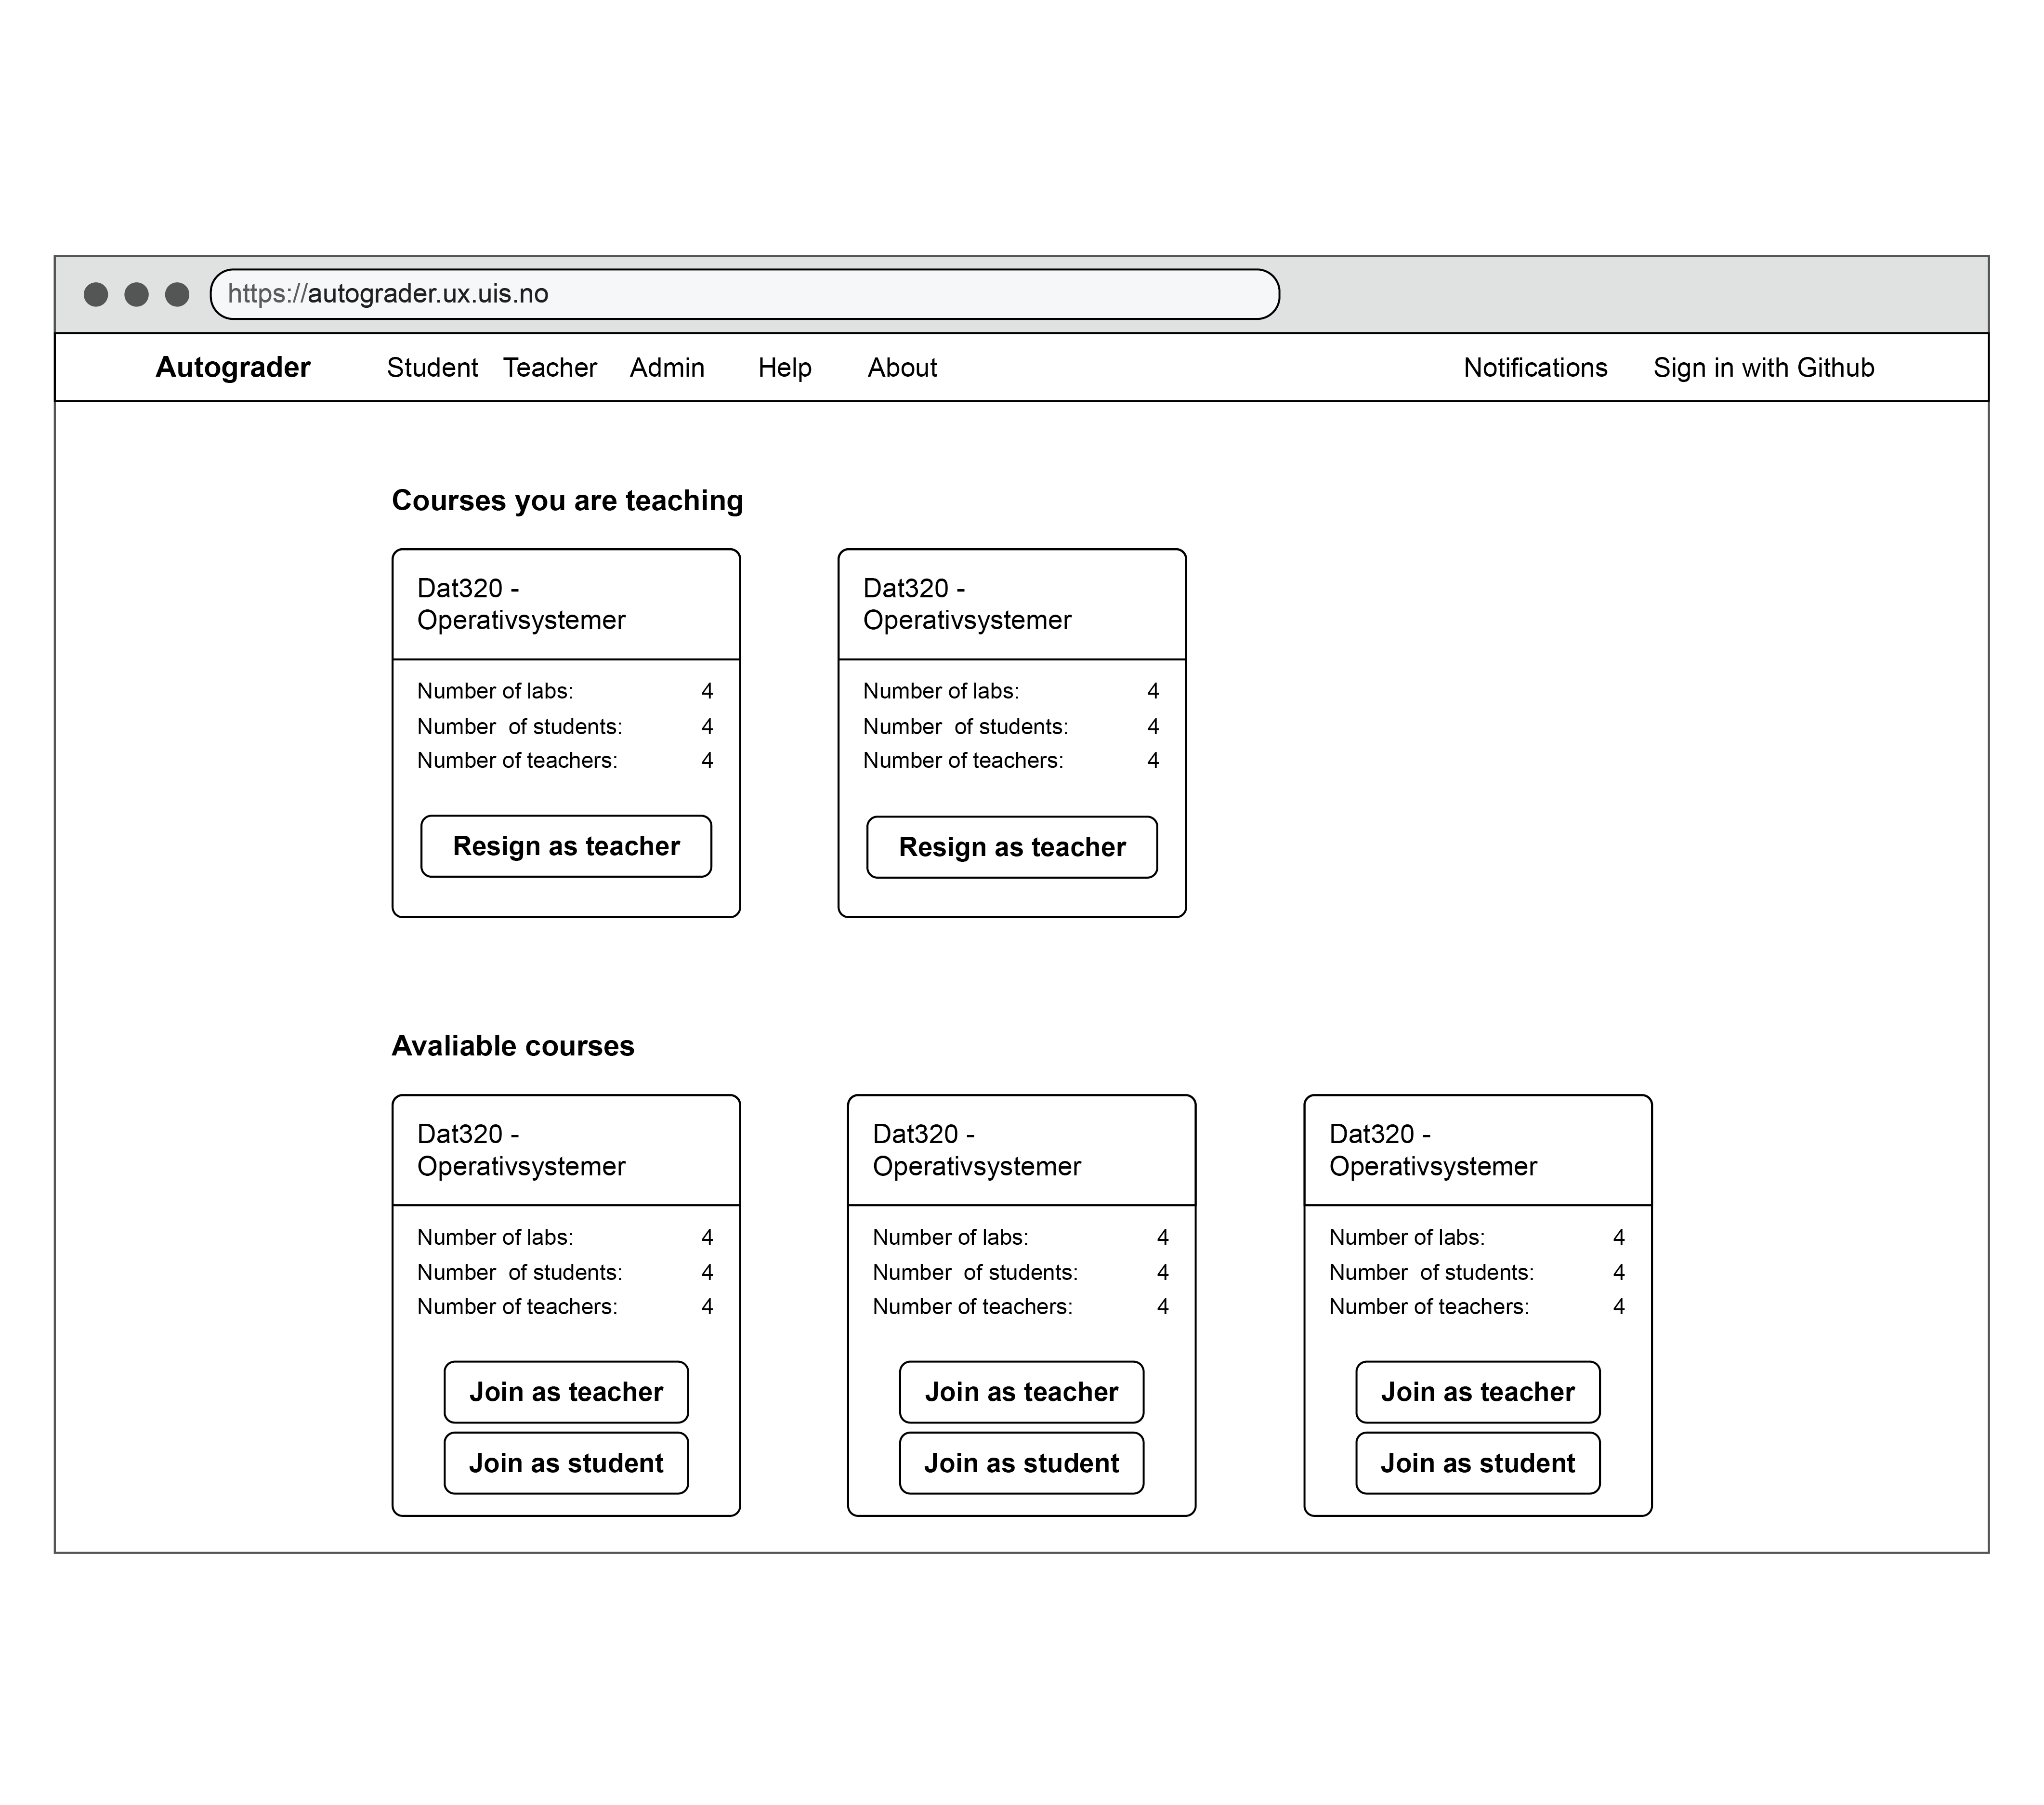 https://autograder.ux.uis.no
Autograder Student Teacher Admin Help About Notifications Sign in with Github
Courses you are teaching
Dat320 -
Operativsystemer
Number of labs: 4
Number  of students: 4
Number of teachers: 4
Resign as teacher
Dat320 -
Operativsystemer
Number of labs: 4
Number  of students: 4
Number of teachers: 4
Resign as teacher
Avaliable courses
Dat320 -
Operativsystemer
Number of labs: 4
Number  of students: 4
Number of teachers: 4
Join as teacher
Join as student
Dat320 -
Operativsystemer
Number of labs: 4
Number  of students: 4
Number of teachers: 4
Join as teacher
Join as student
Dat320 -
Operativsystemer
Number of labs: 4
Number  of students: 4
Number of teachers: 4
Join as teacher
Join as student